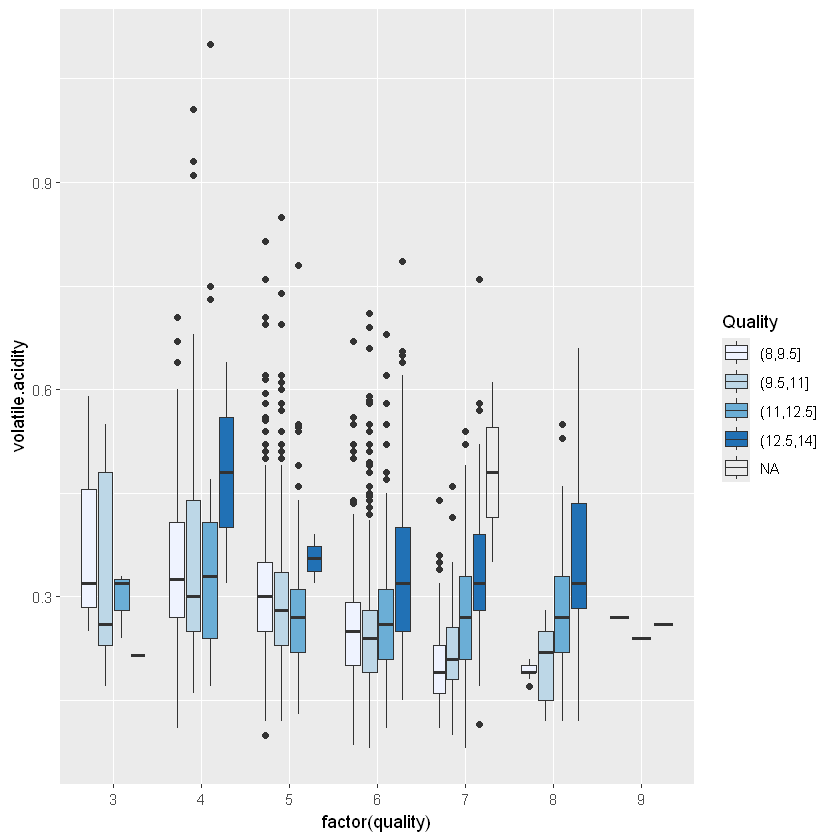 0.9
0.6
0.3
volatile.acidity
3 4 5 6 7 8 9
factor(quality)
Quality
(8,9.5]
(9.5,11]
(11,12.5]
(12.5,14]
NA